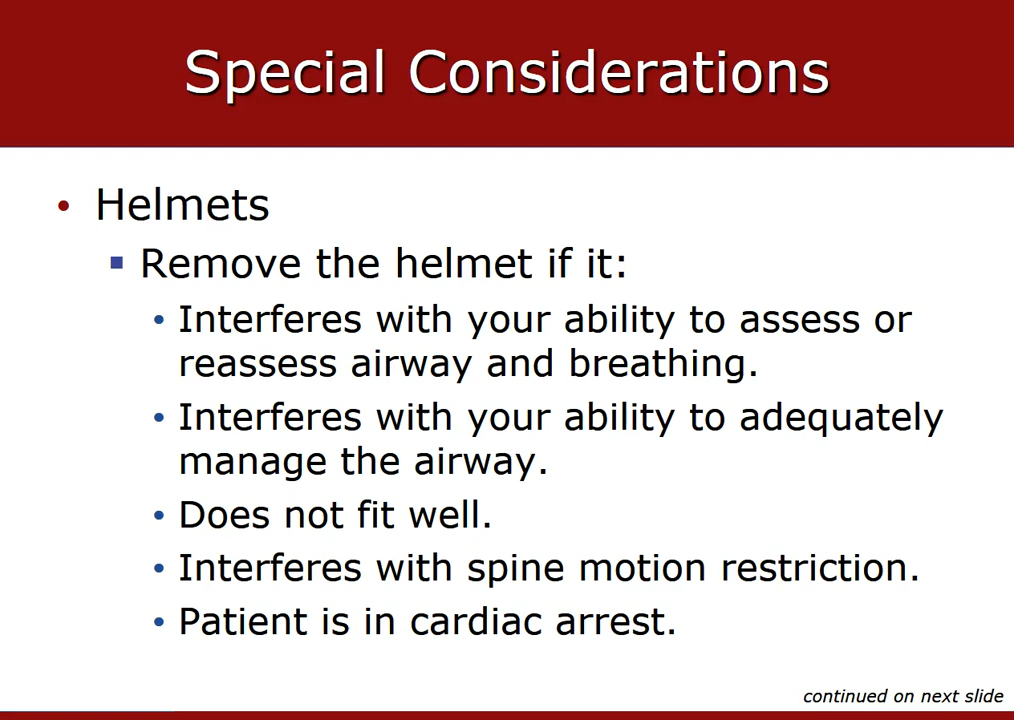 Special Considerations
• Helmets
▪ Remove the helmet if it:
• Interferes with your ability to assess or
reassess airway and breathing.
• Interferes with your ability to adequately
manage the airway.
• Does not fit well.
• Interferes with spine motion restriction.
• Patient is in cardiac arrest.
continued on next slide